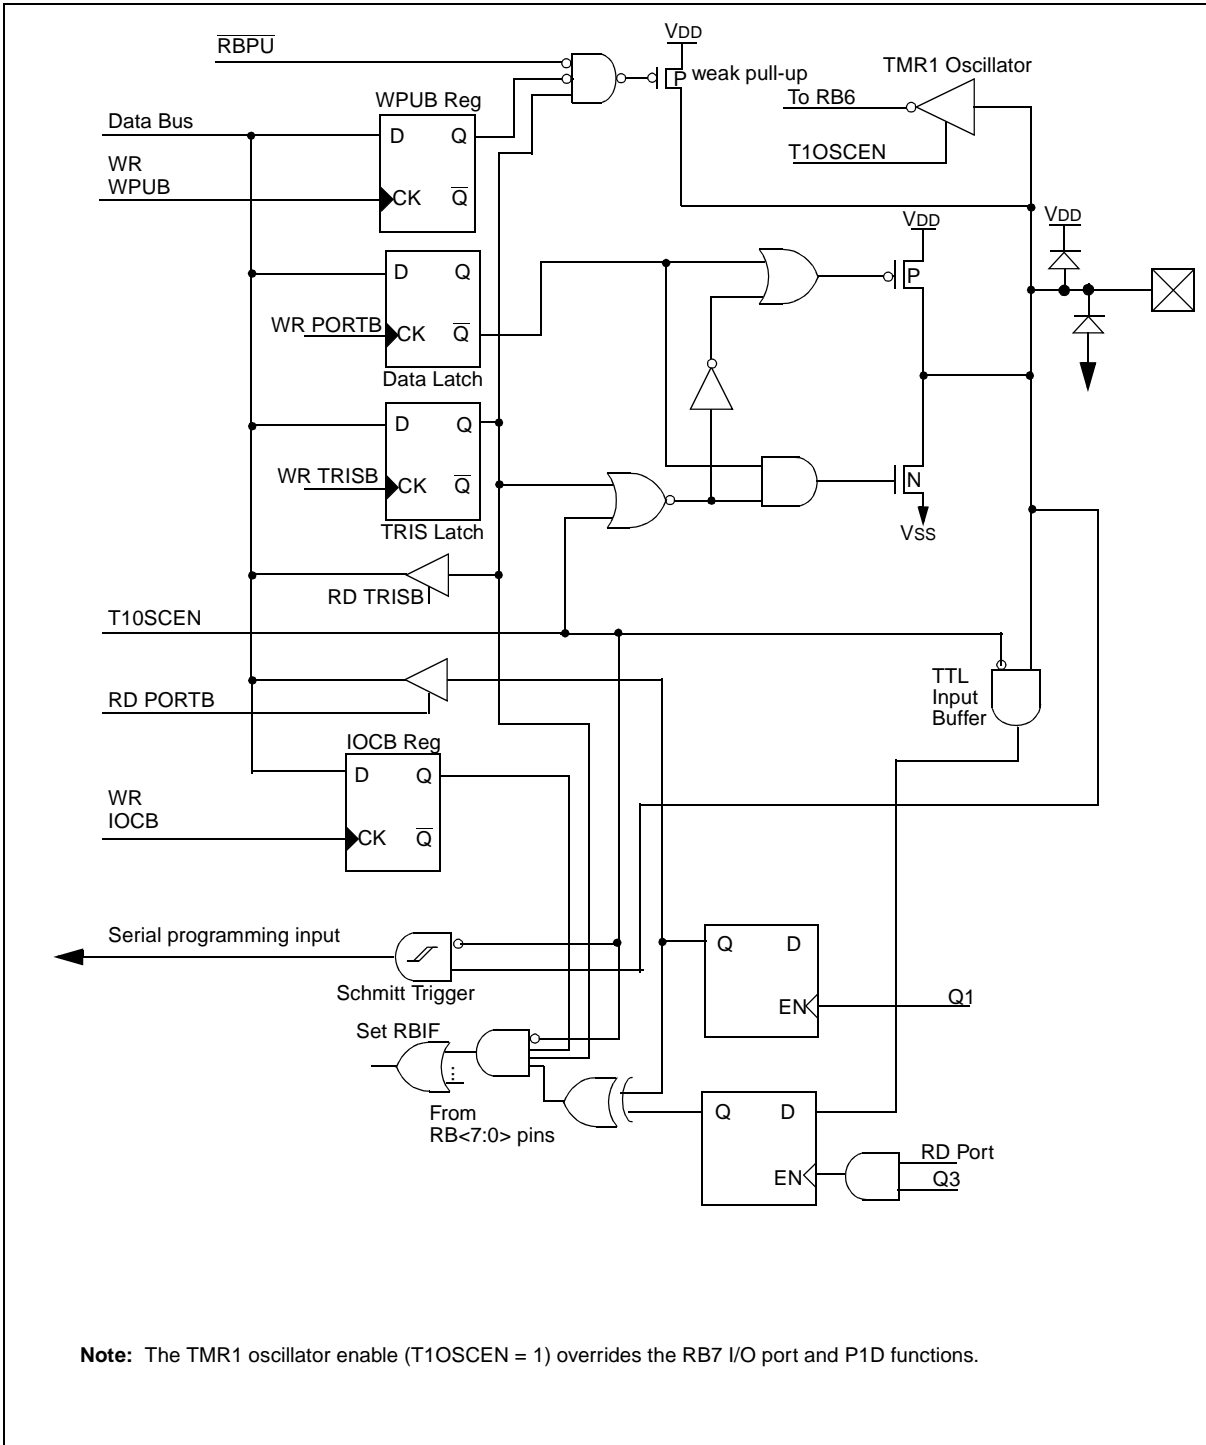 RBPU
VDD
P
weak pull-up
TMR1 Oscillator
To RB6
T1OSCEN
WPUB Reg
Data Bus
D Q
WR
WPUB
CK Q
VDD
VDD
D Q
P
WR PORTB
CK Q
Data Latch
D Q
WR TRISB
CK Q
N
TRIS Latch
VSS
RD TRISB
T10SCEN
TTL
Input
Buffer
RD PORTB
IOCB Reg
D Q
WR
IOCB
CK Q
Serial programming input
Q D
Schmitt Trigger
EN
Q1
Set RBIF
From
RB<7:0> pins
Q D
RD Port
EN
Q3
Note: The TMR1 oscillator enable (T1OSCEN = 1) overrides the RB7 I/O port and P1D functions.